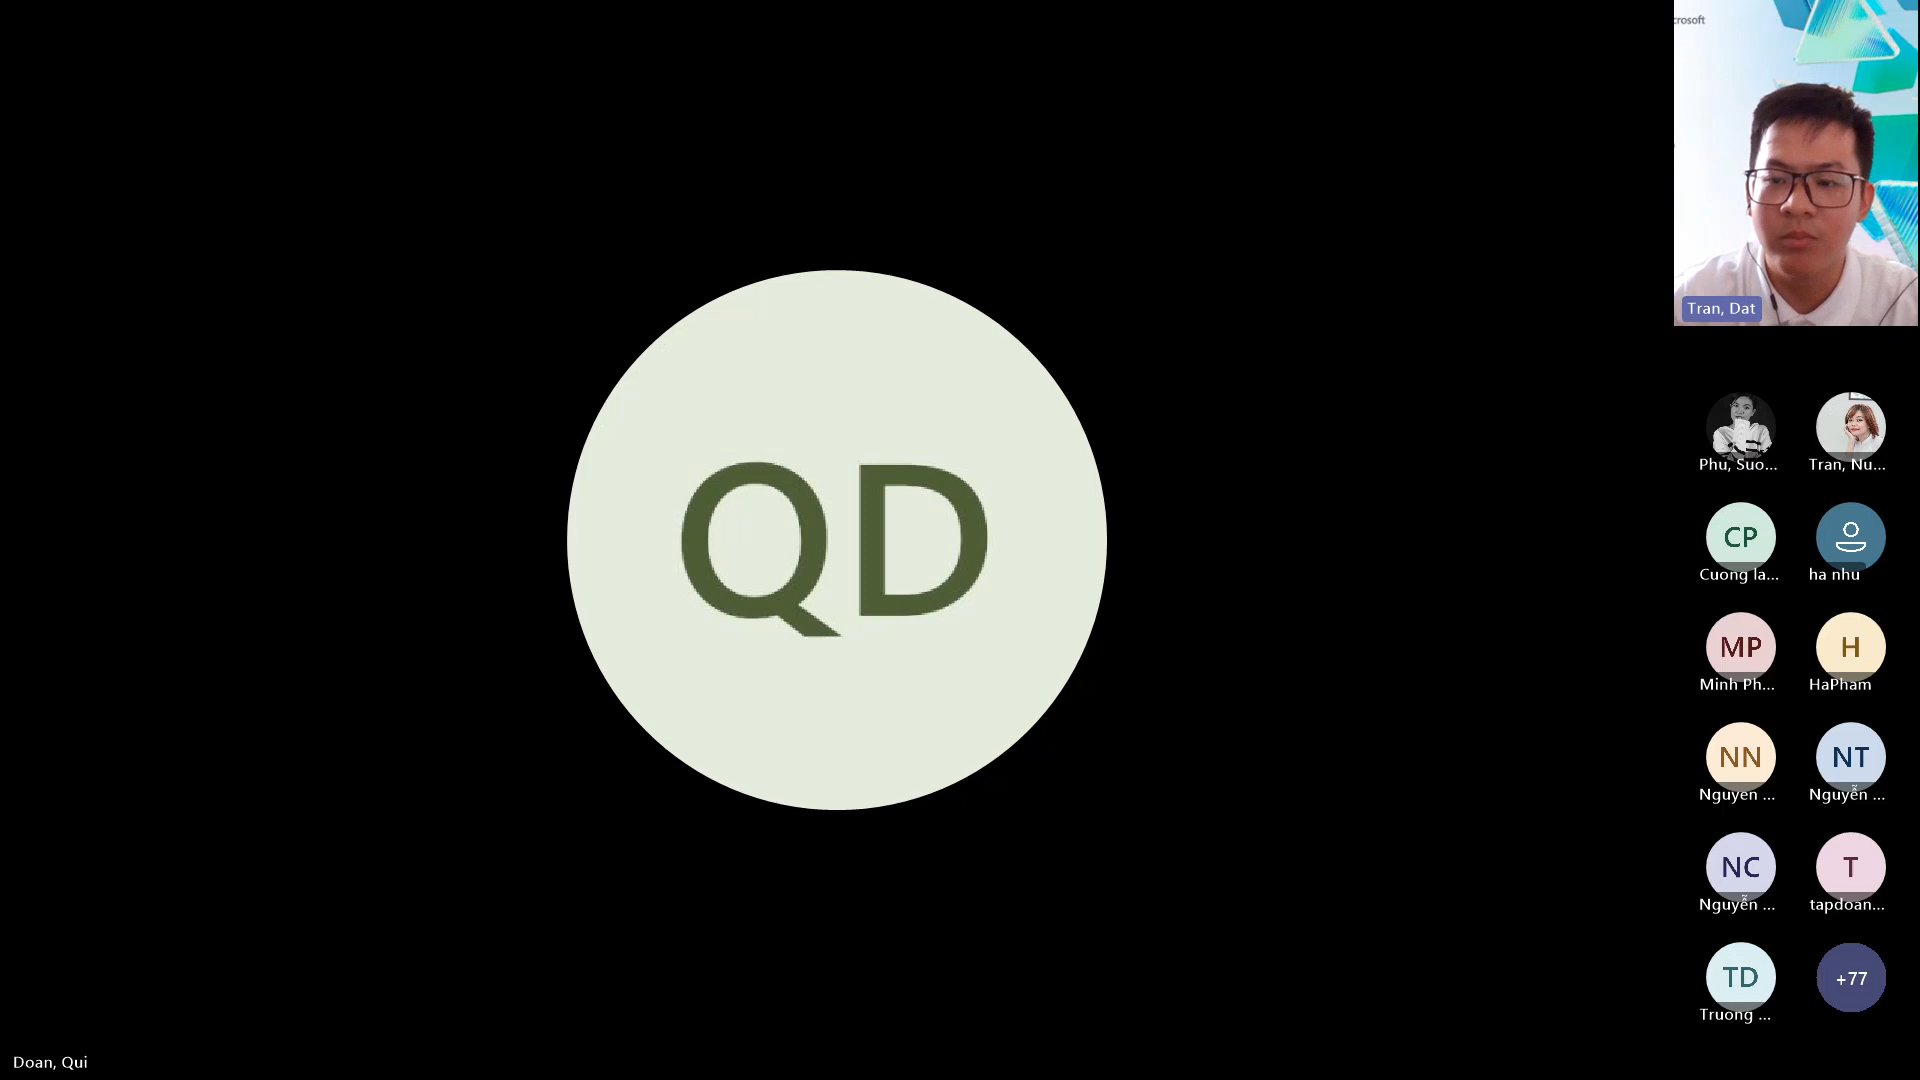 crosoft
Tran, Dat
QD
Phu, Suo...
Tran, Nu...
CP
Cuong la...
ha nhu
MP
Minh Ph...
H
HaPham
NN
Nguyen ...
NT
Nguyễn ...
NC
Nguyễn ...
T
tapdoan...
TD
Truong ...
+77
Doan, Qui